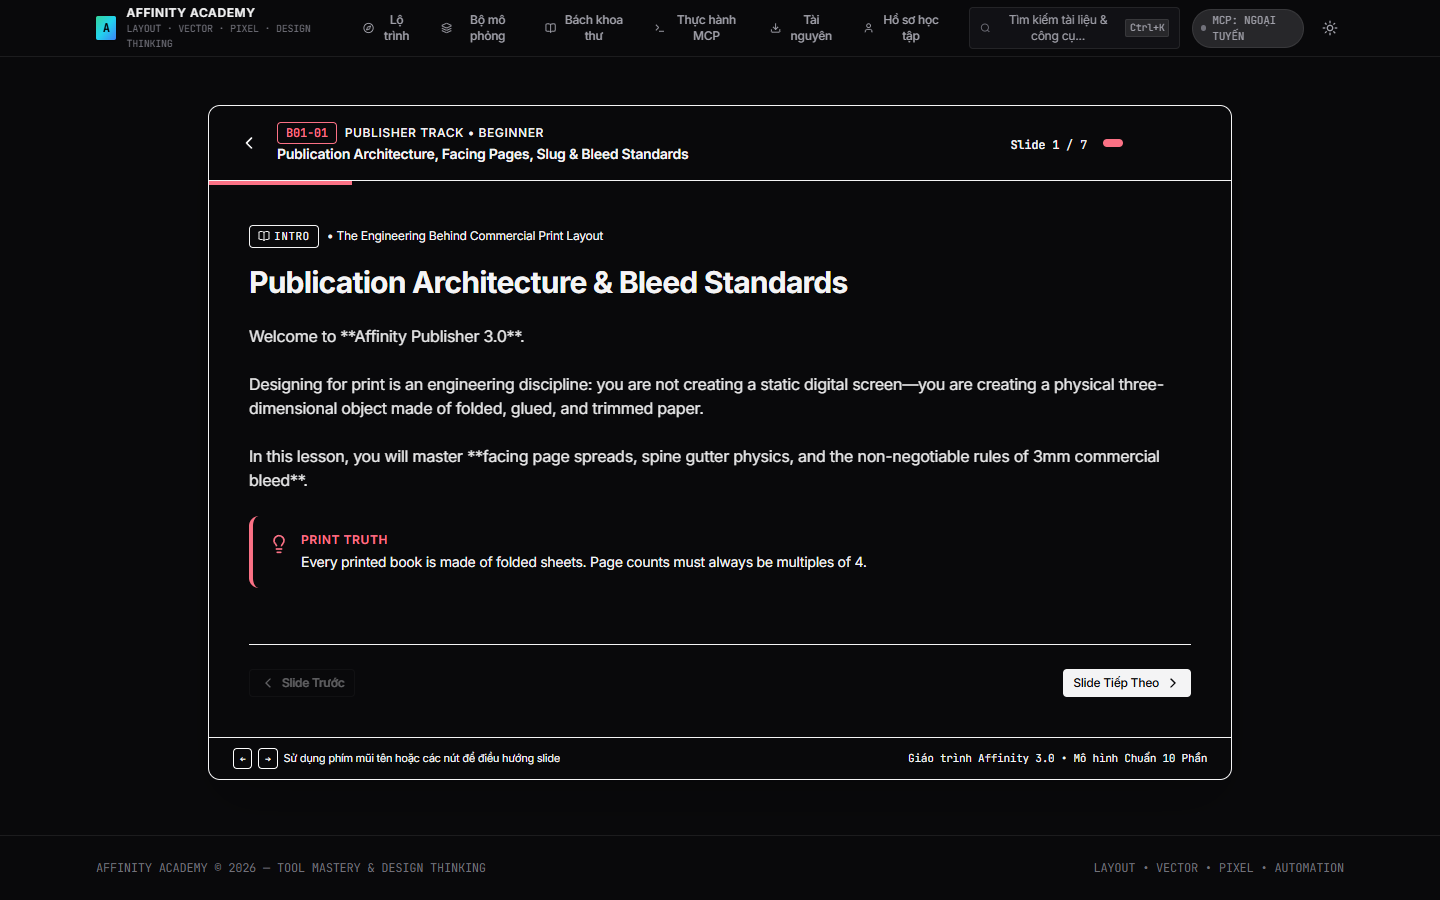 A
AFFINITY ACADEMY
LAYOUT · VECTOR · PIXEL · DESIGN
THINKING
Lộ
trình
Bộ mô
phỏng
Bách khoa
thư
Thực hành
MCP
Tài
nguyên
Hồ sơ học
tập
Tìm kiếm tài liệu &
công cụ...
Ctrl+K
MCP: NGOẠI
TUYẾN
B01-01 PUBLISHER TRACK • BEGINNER
Publication Architecture, Facing Pages, Slug & Bleed Standards
Slide 1 / 7
INTRO • The Engineering Behind Commercial Print Layout
Publication Architecture & Bleed Standards
Welcome to **Affinity Publisher 3.0**.
Designing for print is an engineering discipline: you are not creating a static digital screen—you are creating a physical three-
dimensional object made of folded, glued, and trimmed paper.
In this lesson, you will master **facing page spreads, spine gutter physics, and the non-negotiable rules of 3mm commercial
bleed**.
PRINT TRUTH
Every printed book is made of folded sheets. Page counts must always be multiples of 4.
Slide Trước
Slide Tiếp Theo
← → Sử dụng phím mũi tên hoặc các nút để điều hướng slide
Giáo trình Affinity 3.0 • Mô hình Chuẩn 10 Phần
AFFINITY ACADEMY © 2026 — TOOL MASTERY & DESIGN THINKING
LAYOUT • VECTOR • PIXEL • AUTOMATION